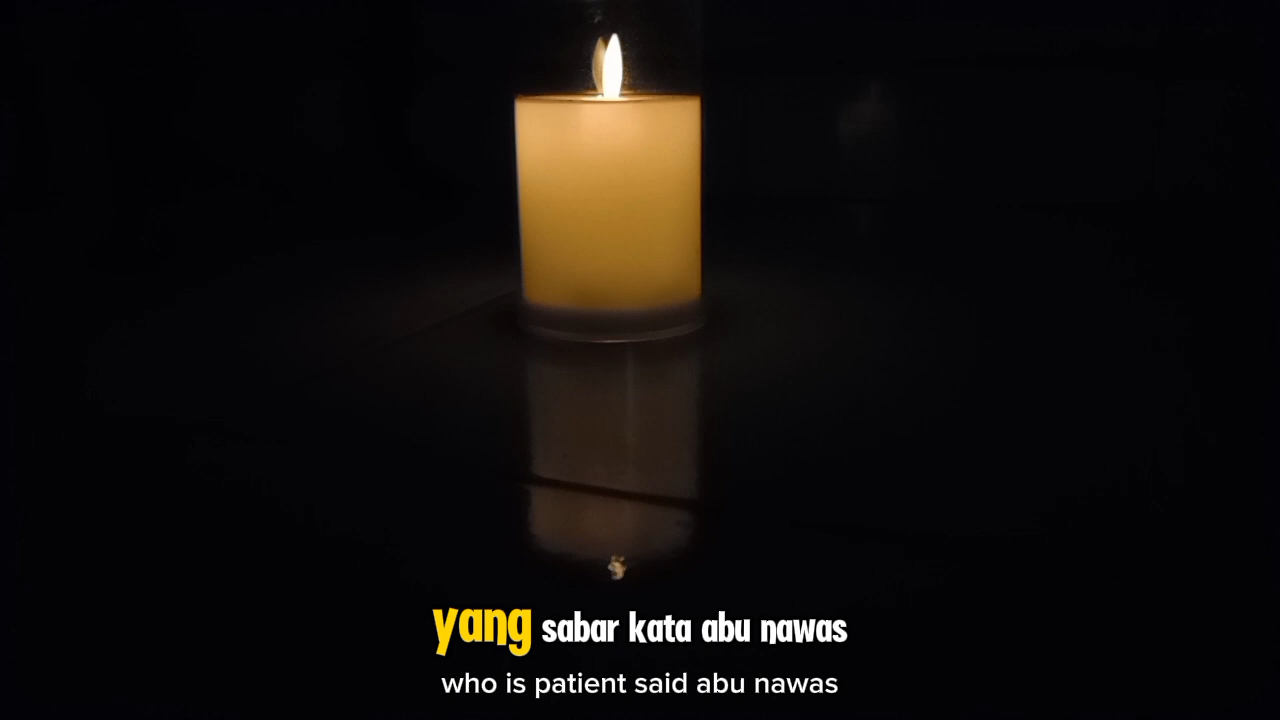 yang sabar kata abu nawas
who is patient said abu nawas